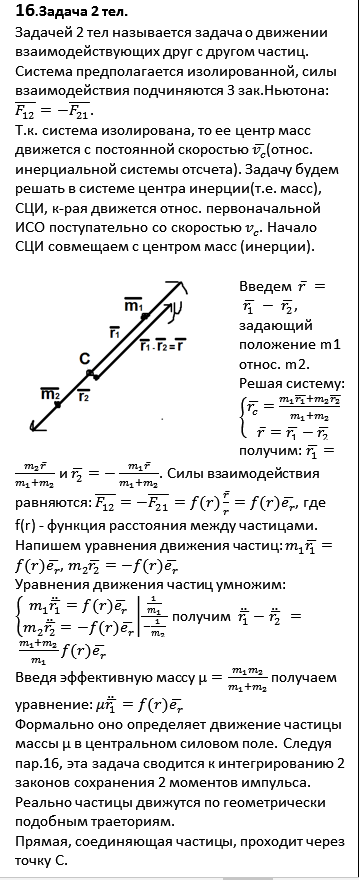 16.Задача 2 тел.
Задачей 2 тел называется задача о движении
взаимодействующих друг с другом частиц.
Система предполагается изолированной, силы
взаимодействия подчиняются 3 зак.Ньютона:
$\overline{F_{12}} = -\overline{F_{21}}$.
Т.к. система изолирована, то ее центр масс
движется с постоянной скоростью $\overline{v_c}$(относ.
инерциальной системы отсчета). Задачу будем
решать в системе центра инерции(т.е. масс),
СЦИ, к-рая движется относ. первоначальной
ИСО поступательно со скоростью $v_c$. Начало
СЦИ совмещаем с центром масс (инерции).
$\overline{m_1}$
μ
$\overline{r_1}$
$\overline{r_1} - \overline{r_2} = \overline{r}$
C
$\overline{m_2}$
$\overline{r_2}$
Введем $\bar{r}$ =
$\overline{r_1} - \overline{r_2}$,
задающий
положение m1
относ. m2.
Решая систему:
$\begin{cases} \overline{r_c} = \frac{m_1\overline{r_1}+m_2\overline{r_2}}{m_1+m_2} \\ \bar{r} = \overline{r_1} - \overline{r_2} \end{cases}$
получим: $\overline{r_1}$ =
$\frac{m_2\bar{r}}{m_1+m_2}$ и $\overline{r_2} = -\frac{m_1\bar{r}}{m_1+m_2}$. Силы взаимодействия
равняются: $\overline{F_{12}} = -\overline{F_{21}} = f(r)\frac{\bar{r}}{r} = f(r)\overline{e_r}$, где
f(r) - функция расстояния между частицами.
Напишем уравнения движения частиц: $m_1\ddot{\overline{r_1}}$ =
$f(r)\overline{e_r}$, $m_2\ddot{\overline{r_2}} = -f(r)\overline{e_r}$
Уравнения движения частиц умножим:
$\begin{cases} m_1\ddot{\overline{r_1}} = f(r)\overline{e_r} \\ m_2\ddot{\overline{r_2}} = -f(r)\overline{e_r} \end{cases} \left| \begin{matrix} \frac{1}{m_1} \\ -\frac{1}{m_2} \end{matrix} \right.$ получим $\ddot{\overline{r_1}} - \ddot{\overline{r_2}}$ =
$\frac{m_1+m_2}{m_1}f(r)\overline{e_r}$
Введя эффективную массу μ = $\frac{m_1m_2}{m_1+m_2}$ получаем
уравнение: $\mu\ddot{\overline{r_1}} = f(r)\overline{e_r}$
Формально оно определяет движение частицы
массы μ в центральном силовом поле. Следуя
пар.16, эта задача сводится к интегрированию 2
законов сохранения 2 моментов импульса.
Реально частицы движутся по геометрически
подобным траеториям.
Прямая, соединяющая частицы, проходит через
точку С.